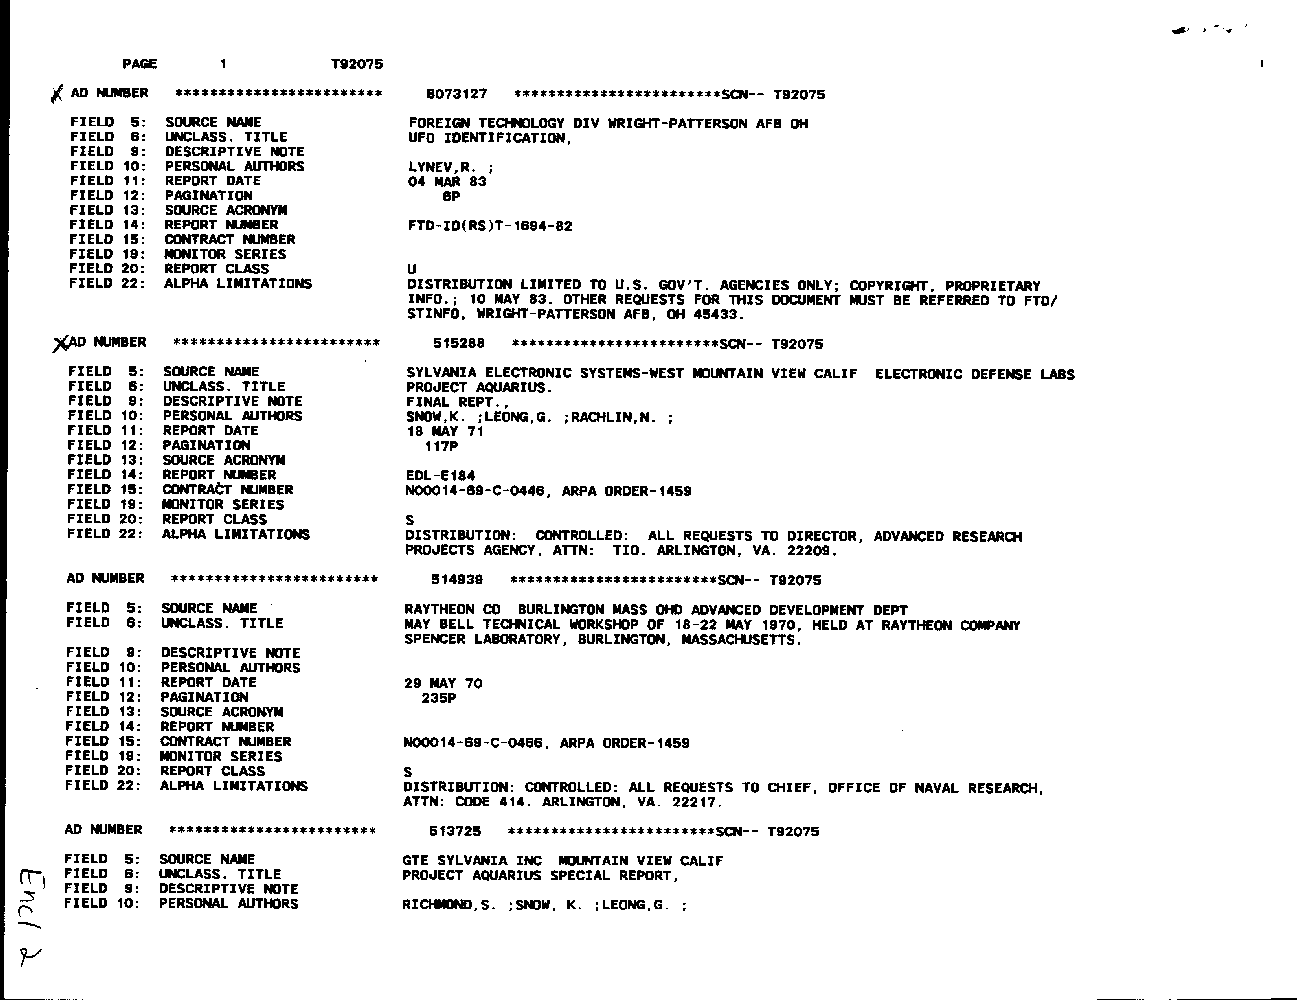 PAGE 1 T92075
X AD NUMBER ************************ B073127 ************************SCN-- T92075
FIELD 5: SOURCE NAME FOREIGN TECHNOLOGY DIV WRIGHT-PATTERSON AFB OH
FIELD 6: UNCLASS. TITLE UFO IDENTIFICATION,
FIELD 9: DESCRIPTIVE NOTE
FIELD 10: PERSONAL AUTHORS LYNEV,R. ;
FIELD 11: REPORT DATE 04 MAR 83
FIELD 12: PAGINATION 6P
FIELD 13: SOURCE ACRONYM
FIELD 14: REPORT NUMBER FTD-ID(RS)T-1694-82
FIELD 15: CONTRACT NUMBER
FIELD 19: MONITOR SERIES
FIELD 20: REPORT CLASS U
FIELD 22: ALPHA LIMITATIONS DISTRIBUTION LIMITED TO U.S. GOV'T. AGENCIES ONLY; COPYRIGHT, PROPRIETARY
INFO.; 10 MAY 83. OTHER REQUESTS FOR THIS DOCUMENT MUST BE REFERRED TO FTD/
STINFO, WRIGHT-PATTERSON AFB, OH 45433.
X AD NUMBER ************************ 515288 ************************SCN-- T92075
FIELD 5: SOURCE NAME SYLVANIA ELECTRONIC SYSTEMS-WEST MOUNTAIN VIEW CALIF ELECTRONIC DEFENSE LABS
FIELD 6: UNCLASS. TITLE PROJECT AQUARIUS.
FIELD 9: DESCRIPTIVE NOTE FINAL REPT.,
FIELD 10: PERSONAL AUTHORS SNOW,K. ;LEONG,G. ;RACHLIN,N. ;
FIELD 11: REPORT DATE 18 MAY 71
FIELD 12: PAGINATION 117P
FIELD 13: SOURCE ACRONYM
FIELD 14: REPORT NUMBER EDL-E184
FIELD 15: CONTRACT NUMBER N00014-69-C-0446, ARPA ORDER-1459
FIELD 19: MONITOR SERIES
FIELD 20: REPORT CLASS S
FIELD 22: ALPHA LIMITATIONS DISTRIBUTION: CONTROLLED: ALL REQUESTS TO DIRECTOR, ADVANCED RESEARCH
PROJECTS AGENCY, ATTN: TIO. ARLINGTON, VA. 22209.
AD NUMBER ************************ 514939 ************************SCN-- T92075
FIELD 5: SOURCE NAME RAYTHEON CO BURLINGTON MASS OHD ADVANCED DEVELOPMENT DEPT
FIELD 6: UNCLASS. TITLE MAY BELL TECHNICAL WORKSHOP OF 18-22 MAY 1970, HELD AT RAYTHEON COMPANY
SPENCER LABORATORY, BURLINGTON, MASSACHUSETTS.
FIELD 9: DESCRIPTIVE NOTE
FIELD 10: PERSONAL AUTHORS
FIELD 11: REPORT DATE 29 MAY 70
FIELD 12: PAGINATION 235P
FIELD 13: SOURCE ACRONYM
FIELD 14: REPORT NUMBER
FIELD 15: CONTRACT NUMBER N00014-69-C-0466, ARPA ORDER-1459
FIELD 19: MONITOR SERIES
FIELD 20: REPORT CLASS S
FIELD 22: ALPHA LIMITATIONS DISTRIBUTION: CONTROLLED: ALL REQUESTS TO CHIEF, OFFICE OF NAVAL RESEARCH,
ATTN: CODE 414. ARLINGTON, VA. 22217.
AD NUMBER ************************ 513725 ************************SCN-- T92075
FIELD 5: SOURCE NAME GTE SYLVANIA INC MOUNTAIN VIEW CALIF
FIELD 6: UNCLASS. TITLE PROJECT AQUARIUS SPECIAL REPORT,
FIELD 9: DESCRIPTIVE NOTE
FIELD 10: PERSONAL AUTHORS RICHMOND,S. ;SNOW, K. ;LEONG,G. ;
Encl 2